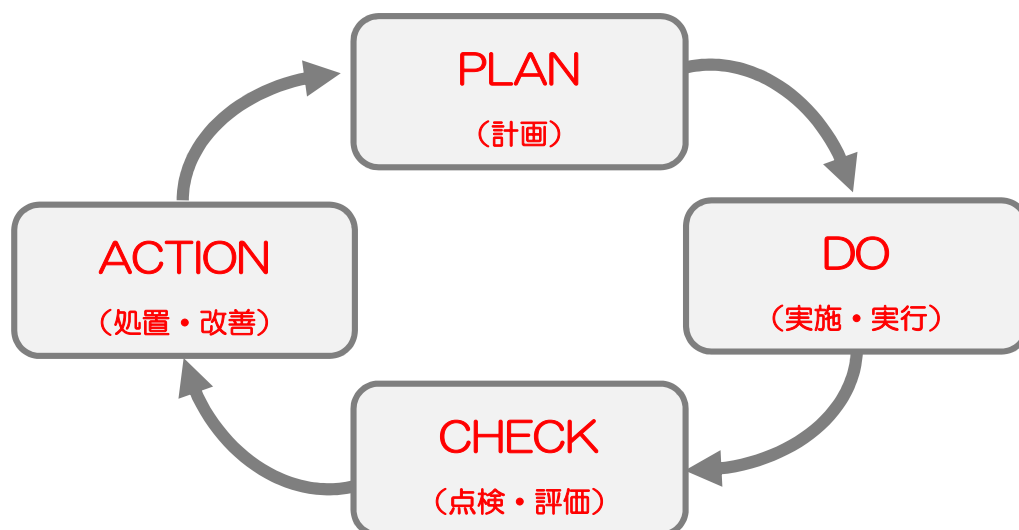 PLAN
（計画）
DO
（実施・実行）
CHECK
（点検・評価）
ACTION
（処置・改善）